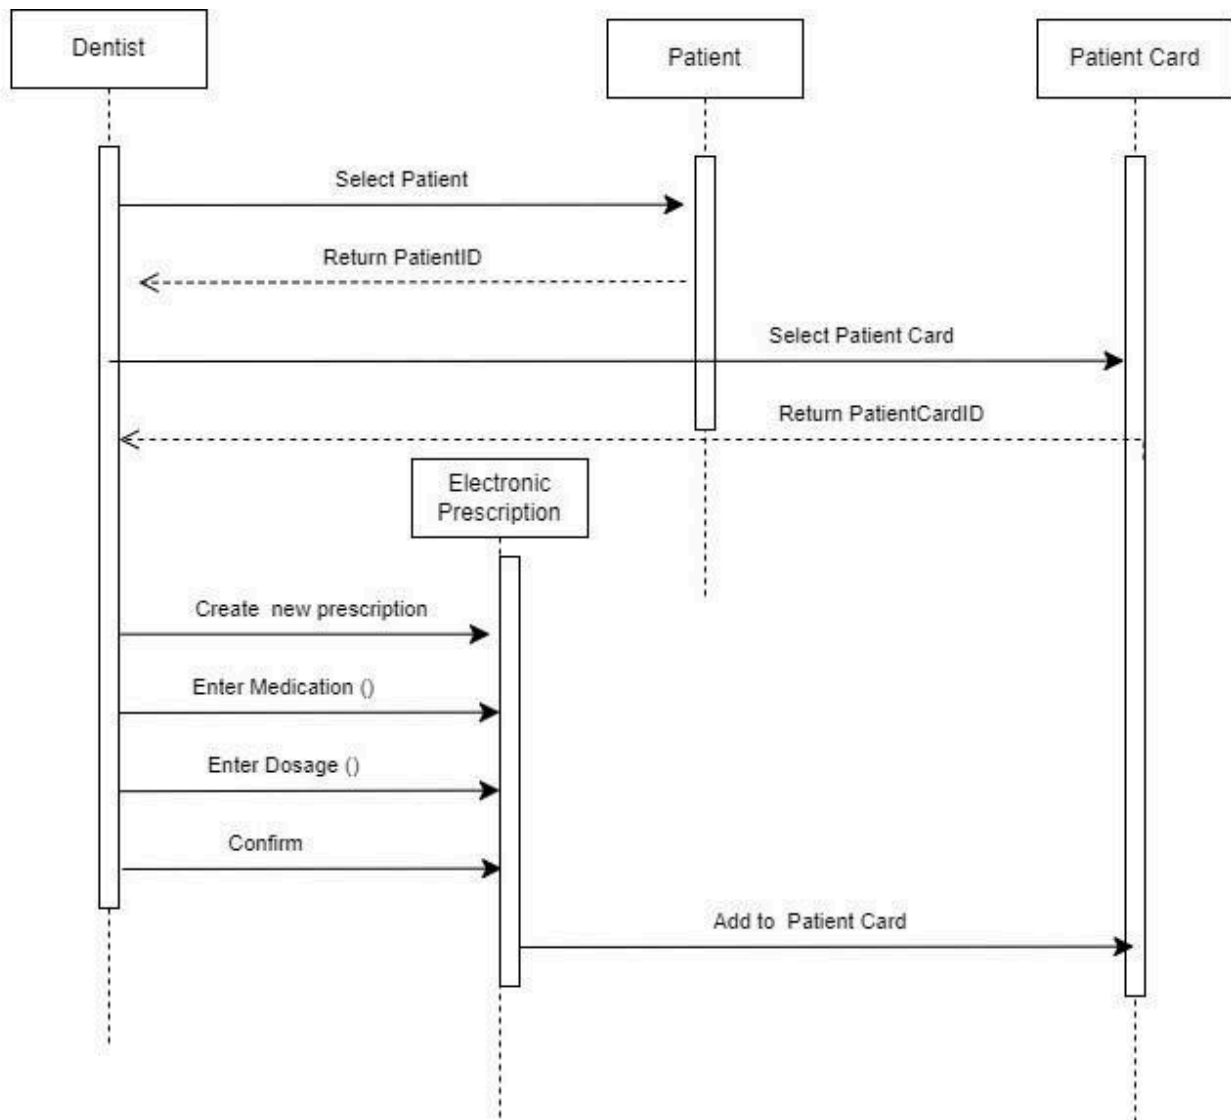 Dentist
Patient
Patient Card
Select Patient
Return PatientID
Select Patient Card
Return PatientCardID
Electronic
Prescription
Create new prescription
Enter Medication ()
Enter Dosage ()
Confirm
Add to Patient Card